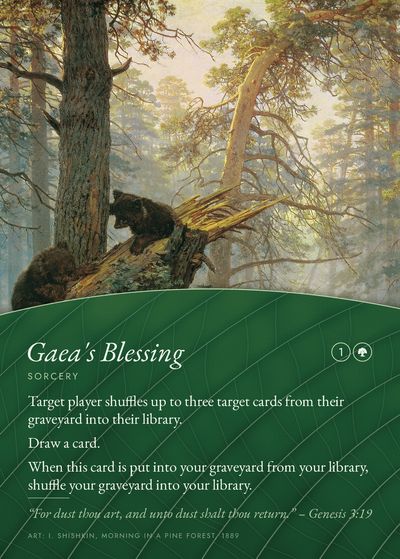 Gaea's Blessing
1
SORCERY
Target player shuffles up to three target cards from their
graveyard into their library.
Draw a card.
When this card is put into your graveyard from your library,
shuffle your graveyard into your library.
“For dust thou art, and unto dust shalt thou return.” – Genesis 3:19
ART: I. SHISHKIN, MORNING IN A PINE FOREST, 1889